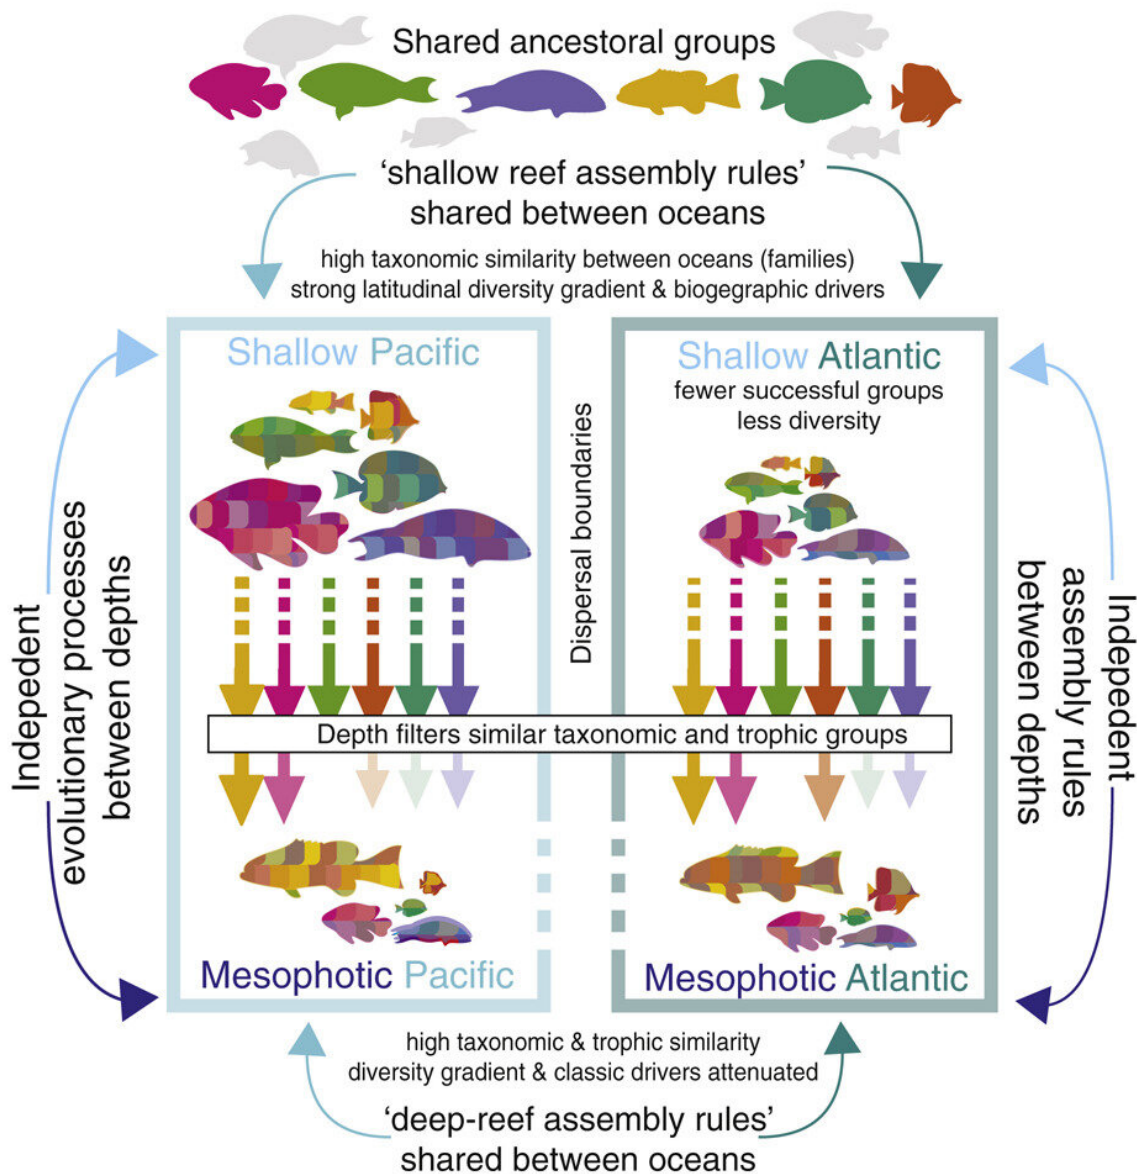 Shared ancestoral groups
‘shallow reef assembly rules’
shared between oceans
high taxonomic similarity between oceans (families)
strong latitudinal diversity gradient & biogegraphic drivers
Shallow Pacific
Shallow Atlantic
fewer successful groups
less diversity
Dispersal boundaries
Indepedent
evolutionary processes
between depths
Indepedent
assembly rules
between depths
Depth filters similar taxonomic and trophic groups
Mesophotic Pacific
Mesophotic Atlantic
high taxonomic & trophic similarity
diversity gradient & classic drivers attenuated
‘deep-reef assembly rules’
shared between oceans